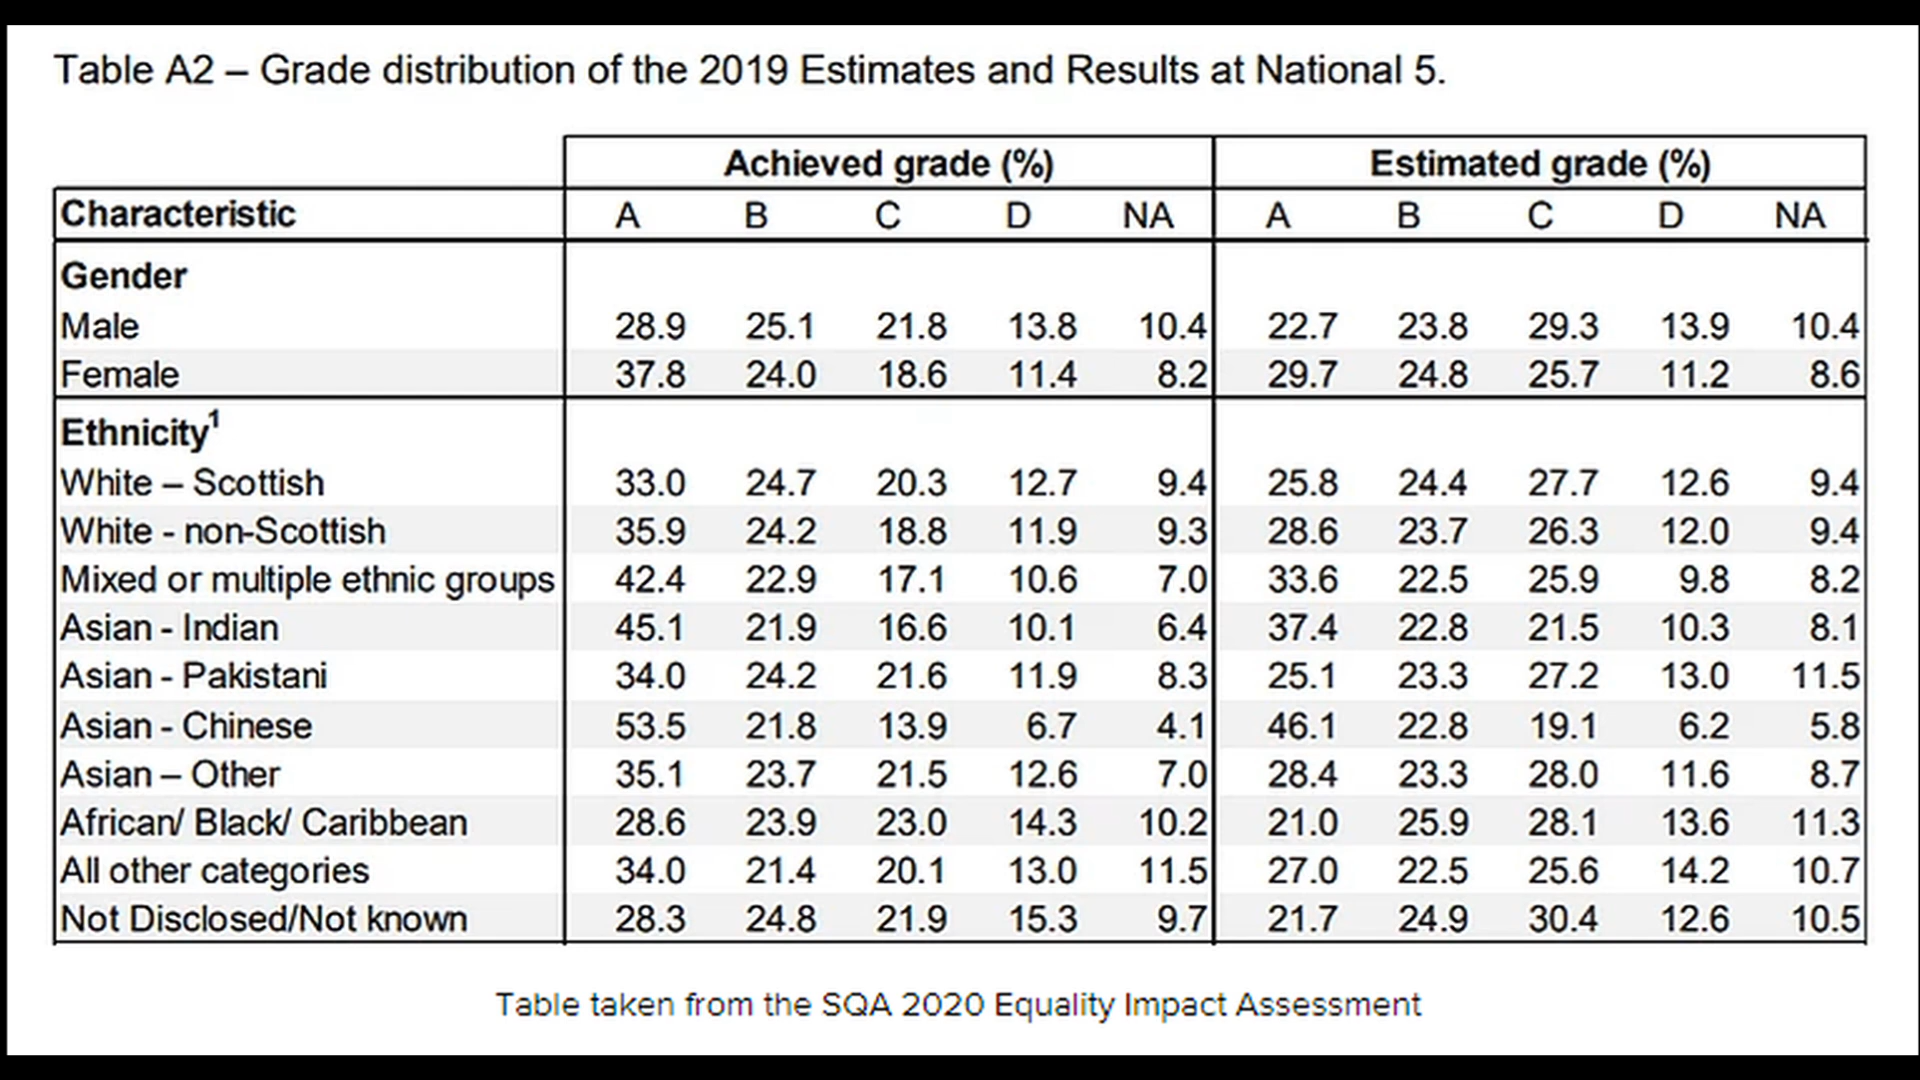 Table A2 – Grade distribution of the 2019 Estimates and Results at National 5.
Achieved grade (%) Estimated grade (%)
Characteristic A B C D NA A B C D NA
Gender
Male 28.9 25.1 21.8 13.8 10.4 22.7 23.8 29.3 13.9 10.4
Female 37.8 24.0 18.6 11.4 8.2 29.7 24.8 25.7 11.2 8.6
Ethnicity1
White – Scottish 33.0 24.7 20.3 12.7 9.4 25.8 24.4 27.7 12.6 9.4
White - non-Scottish 35.9 24.2 18.8 11.9 9.3 28.6 23.7 26.3 12.0 9.4
Mixed or multiple ethnic groups 42.4 22.9 17.1 10.6 7.0 33.6 22.5 25.9 9.8 8.2
Asian - Indian 45.1 21.9 16.6 10.1 6.4 37.4 22.8 21.5 10.3 8.1
Asian - Pakistani 34.0 24.2 21.6 11.9 8.3 25.1 23.3 27.2 13.0 11.5
Asian - Chinese 53.5 21.8 13.9 6.7 4.1 46.1 22.8 19.1 6.2 5.8
Asian – Other 35.1 23.7 21.5 12.6 7.0 28.4 23.3 28.0 11.6 8.7
African/ Black/ Caribbean 28.6 23.9 23.0 14.3 10.2 21.0 25.9 28.1 13.6 11.3
All other categories 34.0 21.4 20.1 13.0 11.5 27.0 22.5 25.6 14.2 10.7
Not Disclosed/Not known 28.3 24.8 21.9 15.3 9.7 21.7 24.9 30.4 12.6 10.5
Table taken from the SQA 2020 Equality Impact Assessment